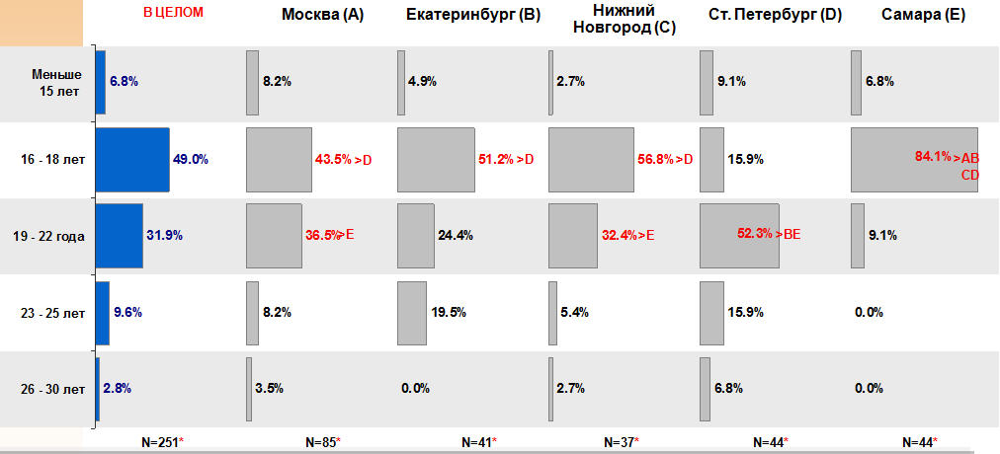 В ЦЕЛОМ
Москва (A)
Екатеринбург (B)
Нижний
Новгород (C)
Ст. Петербург (D)
Самара (E)
Меньше
15 лет
6.8%
8.2%
4.9%
2.7%
9.1%
6.8%
16 - 18 лет
49.0%
43.5% >D
51.2% >D
56.8% >D
15.9%
84.1% >AB
CD
19 - 22 года
31.9%
36.5%>E
24.4%
32.4% >E
52.3% >BE
9.1%
23 - 25 лет
9.6%
8.2%
19.5%
5.4%
15.9%
0.0%
26 - 30 лет
2.8%
3.5%
0.0%
2.7%
6.8%
0.0%
N=251*
N=85*
N=41*
N=37*
N=44*
N=44*